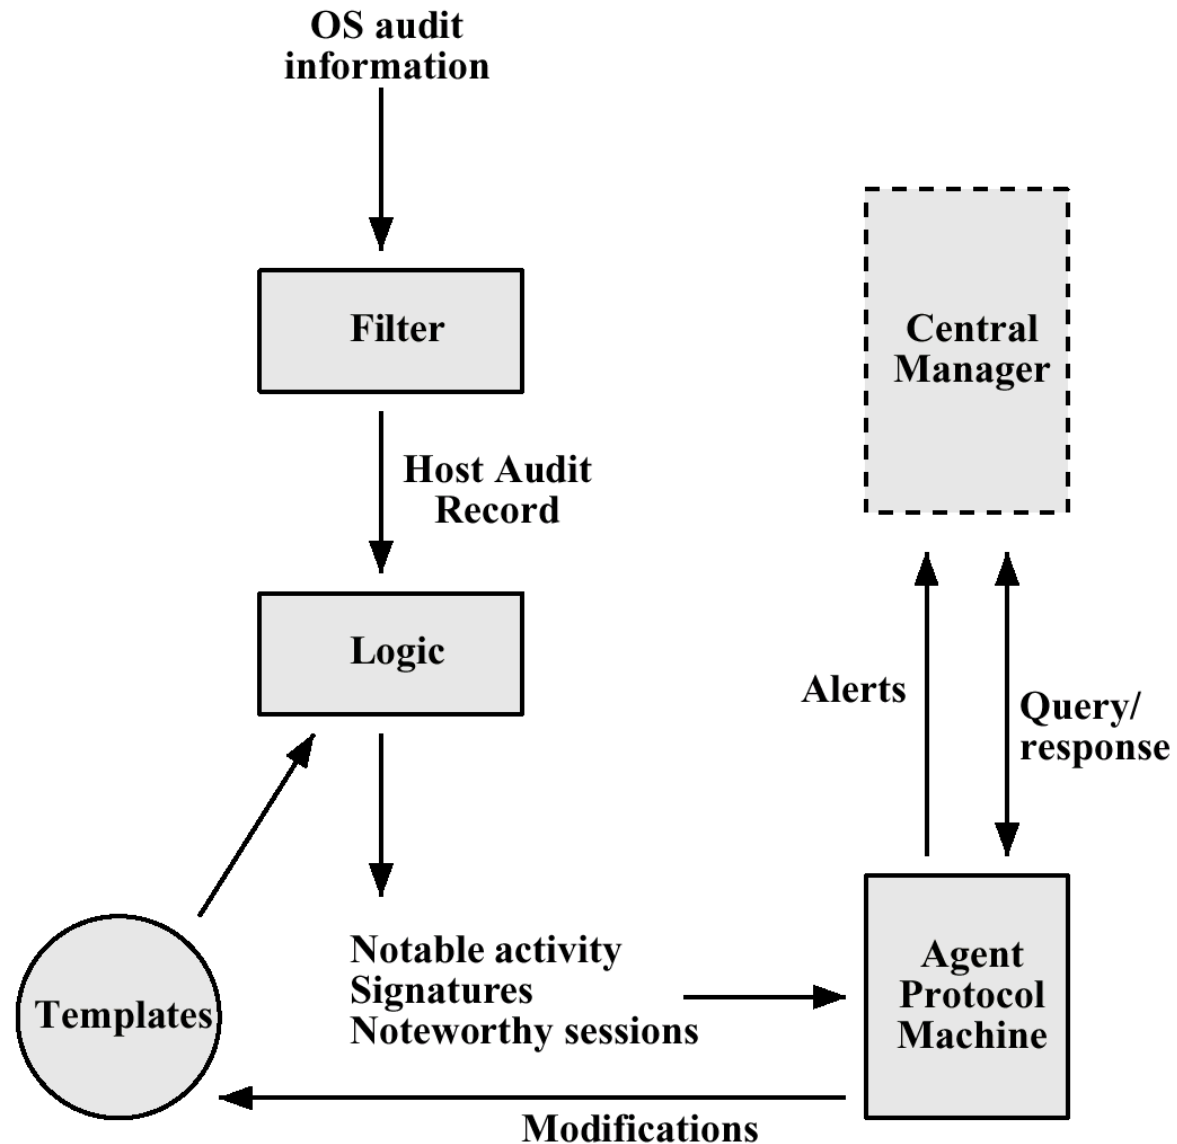 OS audit
information
Filter
Central
Manager
Host Audit
Record
Logic
Alerts
Query/
response
Notable activity
Signatures
Noteworthy sessions
Agent
Protocol
Machine
Templates
Modifications